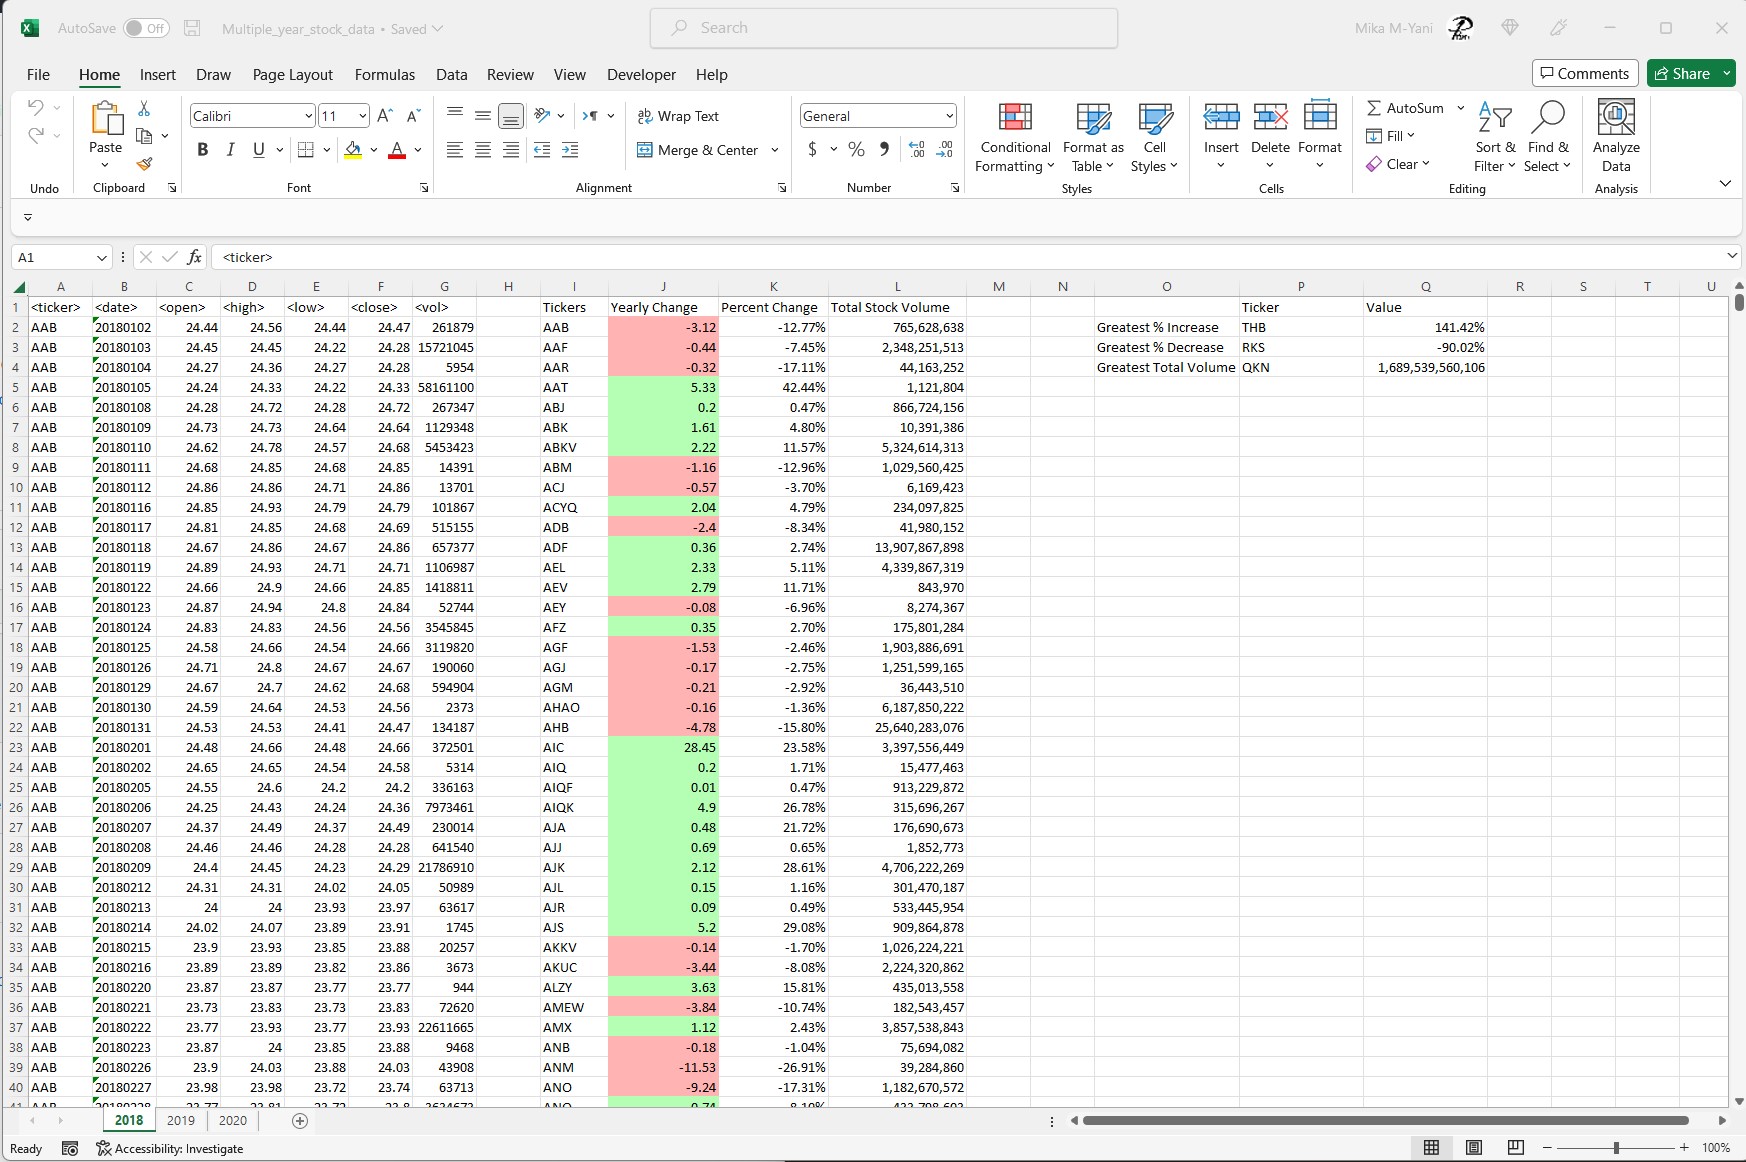 AutoSave Off Multiple_year_stock_data • Saved Search Mika M-Yani
File Home Insert Draw Page Layout Formulas Data Review View Developer Help Comments Share
Calibri 11 Wrap Text General AutoSum
Paste Merge & Center $ % Conditional Formatting Format as Table Cell Styles Insert Delete Format Fill Clear Sort & Filter Find & Select Analyze Data
Undo Clipboard Font Alignment Number Styles Cells Editing Analysis
A1 fx <ticker>
A B C D E F G H I J K L M N O P Q R S T U
1 <ticker> <date> <open> <high> <low> <close> <vol> Tickers Yearly Change Percent Change Total Stock Volume Ticker Value
2 AAB 20180102 24.44 24.56 24.44 24.47 261879 AAB -3.12 -12.77% 765,628,638 Greatest % Increase THB 141.42%
3 AAB 20180103 24.45 24.45 24.22 24.28 15721045 AAF -0.44 -7.45% 2,348,251,513 Greatest % Decrease RKS -90.02%
4 AAB 20180104 24.27 24.36 24.27 24.28 5954 AAR -0.32 -17.11% 44,163,252 Greatest Total Volume QKN 1,689,539,560,106
5 AAB 20180105 24.24 24.33 24.22 24.33 58161100 AAT 5.33 42.44% 1,121,804
6 AAB 20180108 24.28 24.72 24.28 24.72 267347 ABJ 0.2 0.47% 866,724,156
7 AAB 20180109 24.73 24.73 24.64 24.64 1129348 ABK 1.61 4.80% 10,391,386
8 AAB 20180110 24.62 24.78 24.57 24.68 5453423 ABKV 2.22 11.57% 5,324,614,313
9 AAB 20180111 24.68 24.85 24.68 24.85 14391 ABM -1.16 -12.96% 1,029,560,425
10 AAB 20180112 24.86 24.86 24.71 24.86 13701 ACJ -0.57 -3.70% 6,169,423
11 AAB 20180116 24.85 24.93 24.79 24.79 101867 ACYQ 2.04 4.79% 234,097,825
12 AAB 20180117 24.81 24.85 24.68 24.69 515155 ADB -2.4 -8.34% 41,980,152
13 AAB 20180118 24.67 24.86 24.67 24.86 657377 ADF 0.36 2.74% 13,907,867,898
14 AAB 20180119 24.89 24.93 24.71 24.71 1106987 AEL 2.33 5.11% 4,339,867,319
15 AAB 20180122 24.66 24.9 24.66 24.85 1418811 AEV 2.79 11.71% 843,970
16 AAB 20180123 24.87 24.94 24.8 24.84 52744 AEY -0.08 -6.96% 8,274,367
17 AAB 20180124 24.83 24.83 24.56 24.56 3545845 AFZ 0.35 2.70% 175,801,284
18 AAB 20180125 24.58 24.66 24.54 24.66 3119820 AGF -1.53 -2.46% 1,903,886,691
19 AAB 20180126 24.71 24.8 24.67 24.67 190060 AGJ -0.17 -2.75% 1,251,599,165
20 AAB 20180129 24.67 24.7 24.62 24.68 594904 AGM -0.21 -2.92% 36,443,510
21 AAB 20180130 24.59 24.64 24.53 24.56 2373 AHAO -0.16 -1.36% 6,187,850,222
22 AAB 20180131 24.53 24.53 24.41 24.47 134187 AHB -4.78 -15.80% 25,640,283,076
23 AAB 20180201 24.48 24.66 24.48 24.66 372501 AIC 28.45 23.58% 3,397,556,449
24 AAB 20180202 24.65 24.65 24.54 24.58 5314 AIQ 0.2 1.71% 15,477,463
25 AAB 20180205 24.55 24.6 24.2 24.2 336163 AIQF 0.01 0.47% 913,229,872
26 AAB 20180206 24.25 24.43 24.24 24.36 7973461 AIQK 4.9 26.78% 315,696,267
27 AAB 20180207 24.37 24.49 24.37 24.49 230014 AJA 0.48 21.72% 176,690,673
28 AAB 20180208 24.46 24.46 24.28 24.28 641540 AJJ 0.69 0.65% 1,852,773
29 AAB 20180209 24.4 24.45 24.23 24.29 21786910 AJK 2.12 28.61% 4,706,222,269
30 AAB 20180212 24.31 24.31 24.02 24.05 50989 AJL 0.15 1.16% 301,470,187
31 AAB 20180213 24 24 23.93 23.97 63617 AJR 0.09 0.49% 533,445,954
32 AAB 20180214 24.02 24.07 23.89 23.91 1745 AJS 5.2 29.08% 909,864,878
33 AAB 20180215 23.9 23.93 23.85 23.88 20257 AKKV -0.14 -1.70% 1,026,224,221
34 AAB 20180216 23.89 23.89 23.82 23.86 3673 AKUC -3.44 -8.08% 2,224,320,862
35 AAB 20180220 23.87 23.87 23.77 23.77 944 ALZY 3.63 15.81% 435,013,558
36 AAB 20180221 23.73 23.83 23.73 23.83 72620 AMEW -3.84 -10.74% 182,543,457
37 AAB 20180222 23.77 23.93 23.77 23.93 22611665 AMX 1.12 2.43% 3,857,538,843
38 AAB 20180223 23.87 24 23.85 23.88 9468 ANB -0.18 -1.04% 75,694,082
39 AAB 20180226 23.9 24.03 23.88 24.03 43908 ANM -11.53 -26.91% 39,284,860
40 AAB 20180227 23.98 23.98 23.72 23.74 63713 ANO -9.24 -17.31% 1,182,670,572
2018 2019 2020
Ready Accessibility: Investigate 100%